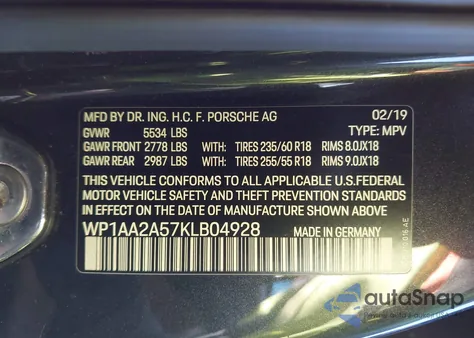 MFD BY DR. ING. H.C. F. PORSCHE AG 02/19
GVWR 5534 LBS TYPE: MPV
GAWR FRONT 2778 LBS WITH: TIRES 235/60 R18 RIMS 8.0JX18
GAWR REAR 2987 LBS WITH: TIRES 255/55 R18 RIMS 9.0JX18
THIS VEHICLE CONFORMS TO ALL APPLICABLE U.S.FEDERAL
MOTOR VEHICLE SAFETY AND THEFT PREVENTION STANDARDS
IN EFFECT ON THE DATE OF MANUFACTURE SHOWN ABOVE.
WP1AA2A57KLB04928
MADE IN GERMANY
autoSnap